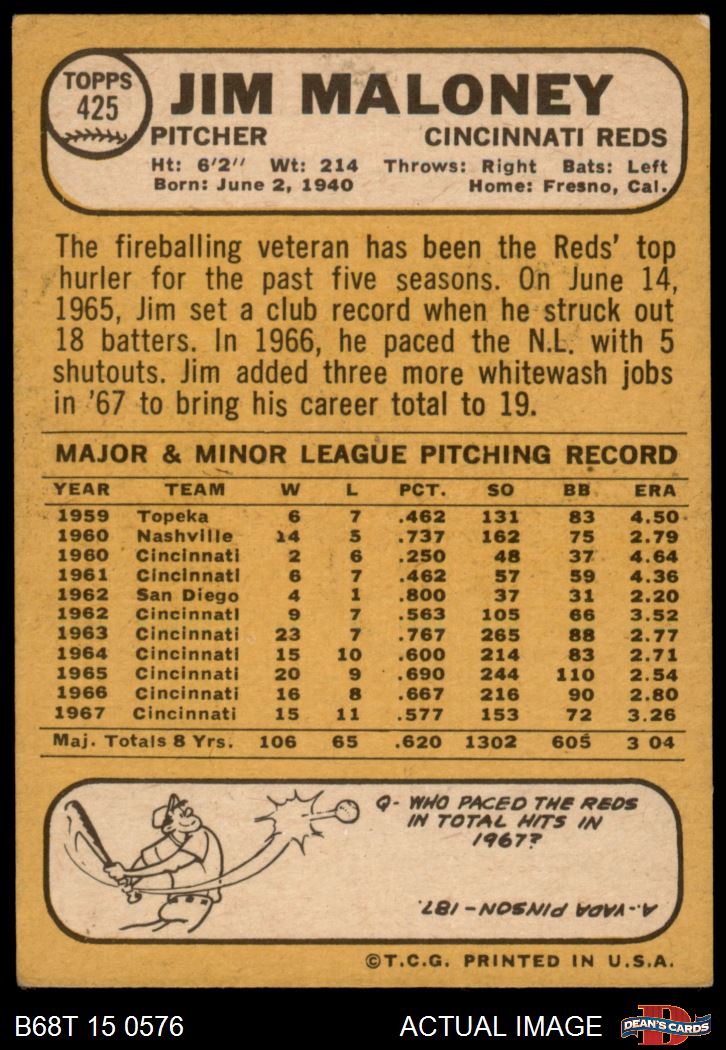 TOPPS
425
JIM MALONEY
PITCHER CINCINNATI REDS
Ht: 6'2" Wt: 214 Throws: Right Bats: Left
Born: June 2, 1940 Home: Fresno, Cal.
The fireballing veteran has been the Reds' top
hurler for the past five seasons. On June 14,
1965, Jim set a club record when he struck out
18 batters. In 1966, he paced the N.L. with 5
shutouts. Jim added three more whitewash jobs
in '67 to bring his career total to 19.
MAJOR & MINOR LEAGUE PITCHING RECORD
YEAR TEAM W L PCT. SO BB ERA
1959 Topeka 6 7 .462 131 83 4.50
1960 Nashville 14 5 .737 162 75 2.79
1960 Cincinnati 2 6 .250 48 37 4.64
1961 Cincinnati 6 7 .462 57 59 4.36
1962 San Diego 4 1 .800 37 31 2.20
1962 Cincinnati 9 7 .563 105 66 3.52
1963 Cincinnati 23 7 .767 265 88 2.77
1964 Cincinnati 15 10 .600 214 83 2.71
1965 Cincinnati 20 9 .690 244 110 2.54
1966 Cincinnati 16 8 .667 216 90 2.80
1967 Cincinnati 15 11 .577 153 72 3.26
Maj. Totals 8 Yrs. 106 65 .620 1302 605 3 04
Q- WHO PACED THE REDS
IN TOTAL HITS IN
1967?
A-. VADA PINSON - 187.
©T.C.G. PRINTED IN U.S.A.
B68T 15 0576 ACTUAL IMAGE
D
DEAN'S CARDS